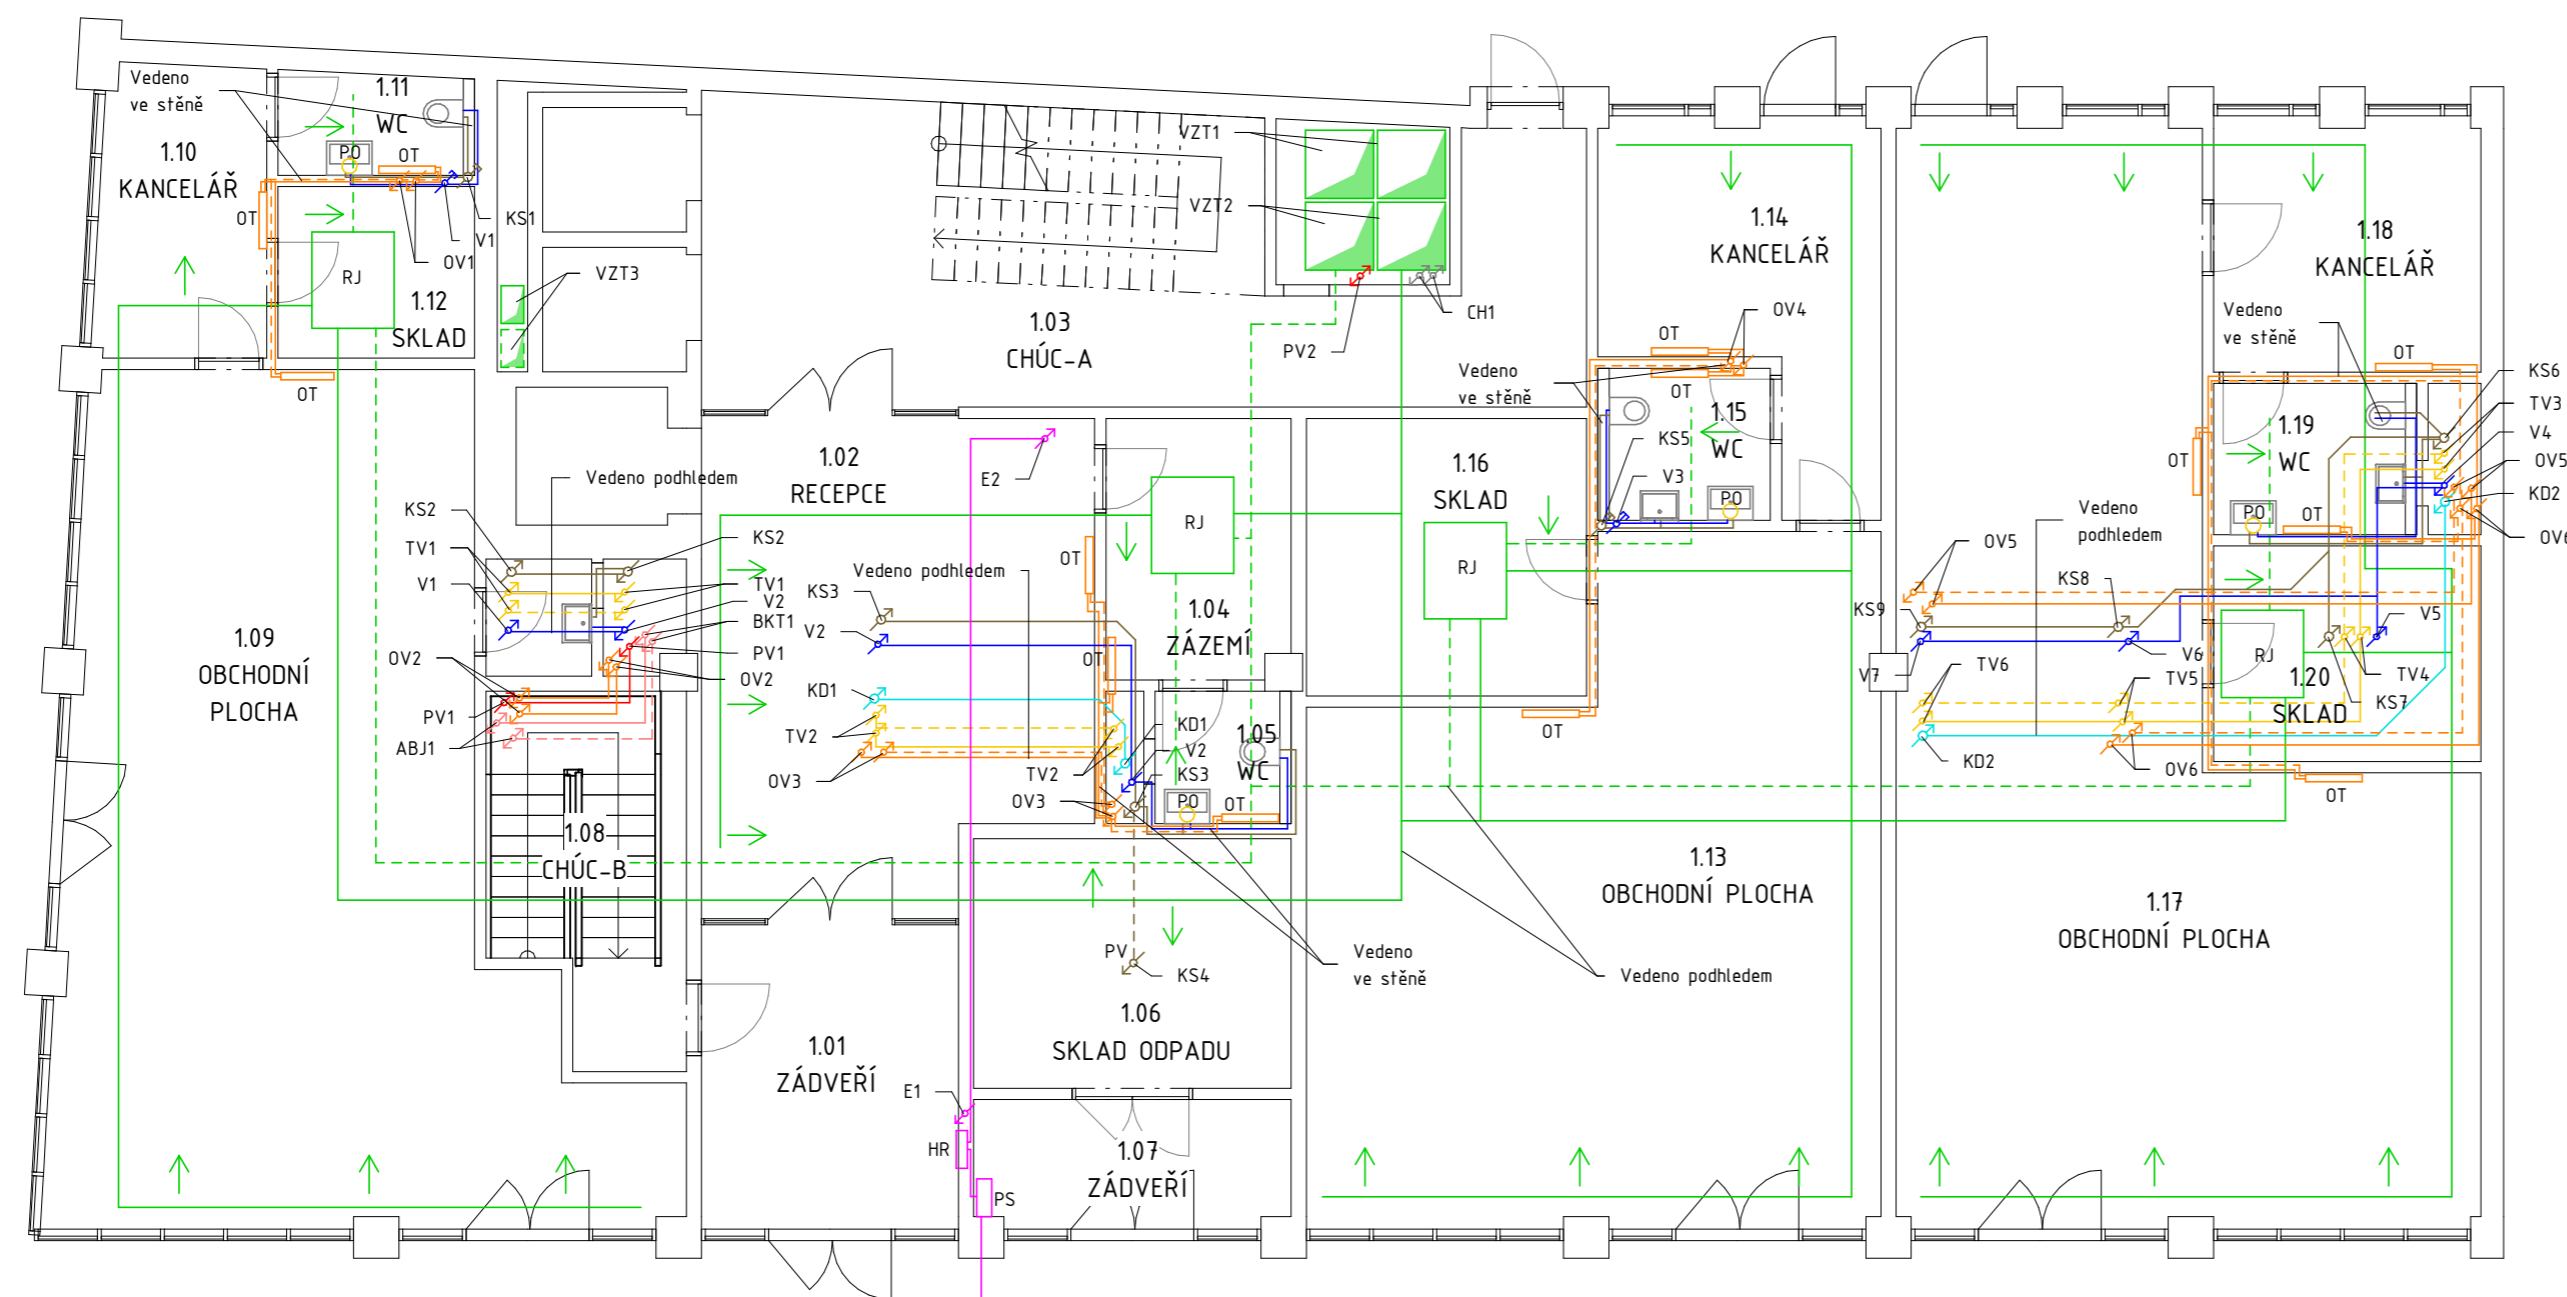 Vedeno
ve stěně
1.11
WC
PO
OT
1.10
KANCELÁŘ
OT
KS1
V1
OV1
RJ
1.12
SKLAD
OT
VZT3
VZT1
VZT2
1.03
CHÚC-A
PV2
CH1
1.14
KANCELÁŘ
OV4
OT
OT
Vedeno
ve stěně
1.15
WC
KS5
V3
PO
1.18
KANCELÁŘ
Vedeno
ve stěně
OT
KS6
TV3
V4
OV5
KD2
OV6
1.19
WC
OT
PO
OT
Vedeno
podhledem
OV5
KS8
KS9
V7
V6
V5
TV6
TV5
TV4
KS7
KD2
OV6
RJ
1.20
SKLAD
OT
1.02
RECEPCE
E2
Vedeno podhledem
KS2
TV1
V1
KS2
TV1
V2
BKT1
PV1
OV2
OV2
PV1
ABJ1
1.09
OBCHODNÍ
PLOCHA
1.08
CHÚC-B
Vedeno podhledem
KS3
V2
KD1
TV2
OV3
OT
OT
RJ
1.04
ZÁZEMÍ
KD1
V2
KS3
TV2
OV3
1.05
WC
PO
OT
1.16
SKLAD
RJ
OT
1.13
OBCHODNÍ PLOCHA
1.17
OBCHODNÍ PLOCHA
Vedeno
ve stěně
Vedeno podhledem
PV
KS4
1.06
SKLAD ODPADU
1.01
ZÁDVEŘÍ
E1
HR
PS
1.07
ZÁDVEŘÍ